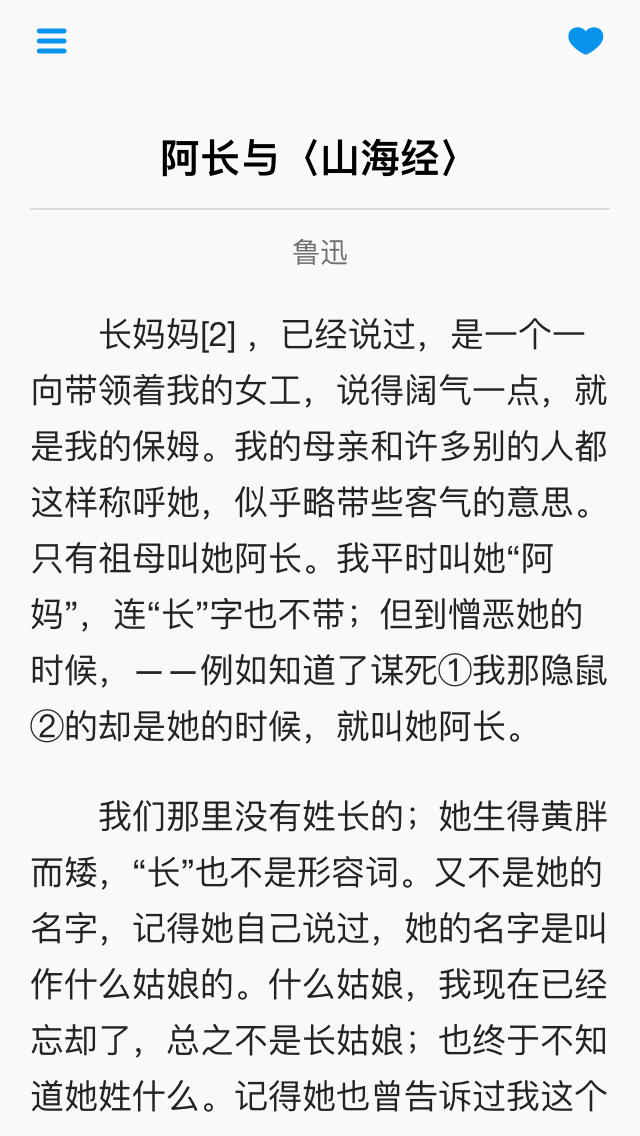 阿长与〈山海经〉
鲁迅
长妈妈[2] ，已经说过，是一个一
向带领着我的女工，说得阔气一点，就
是我的保姆。我的母亲和许多别的人都
这样称呼她，似乎略带些客气的意思。
只有祖母叫她阿长。我平时叫她“阿
妈”，连“长”字也不带；但到憎恶她的
时候，－－例如知道了谋死①我那隐鼠
②的却是她的时候，就叫她阿长。
我们那里没有姓长的；她生得黄胖
而矮，“长”也不是形容词。又不是她的
名字，记得她自己说过，她的名字是叫
作什么姑娘的。什么姑娘，我现在已经
忘却了，总之不是长姑娘；也终于不知
道她姓什么。记得她也曾告诉过我这个